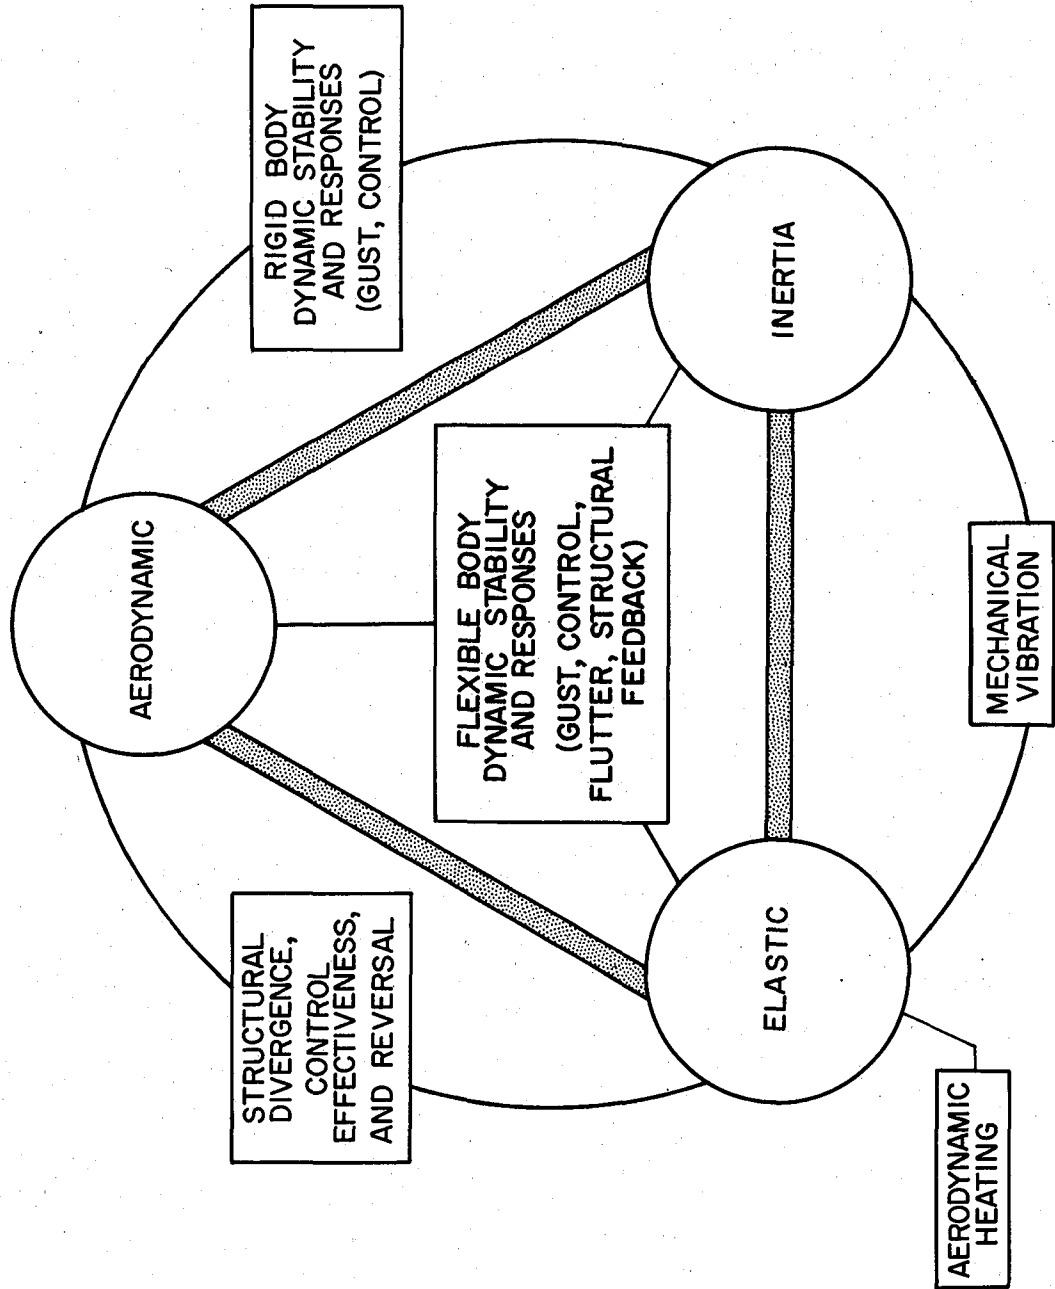 AERODYNAMIC
RIGID BODY
DYNAMIC STABILITY
AND RESPONSES
(GUST, CONTROL)
STRUCTURAL
DIVERGENCE,
CONTROL
EFFECTIVENESS,
AND REVERSAL
FLEXIBLE BODY
DYNAMIC STABILITY
AND RESPONSES
(GUST, CONTROL,
FLUTTER, STRUCTURAL
FEEDBACK)
ELASTIC
INERTIA
AERODYNAMIC
HEATING
MECHANICAL
VIBRATION